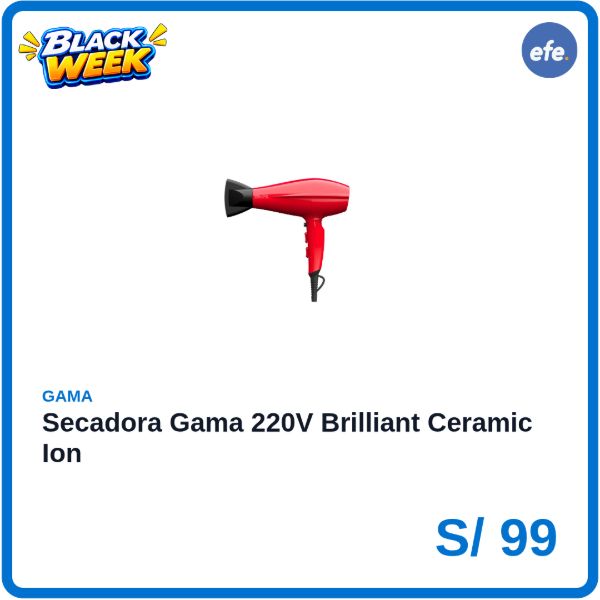 BLACK
WEEK
efe.
GAMA
Secadora Gama 220V Brilliant Ceramic
Ion
S/ 99